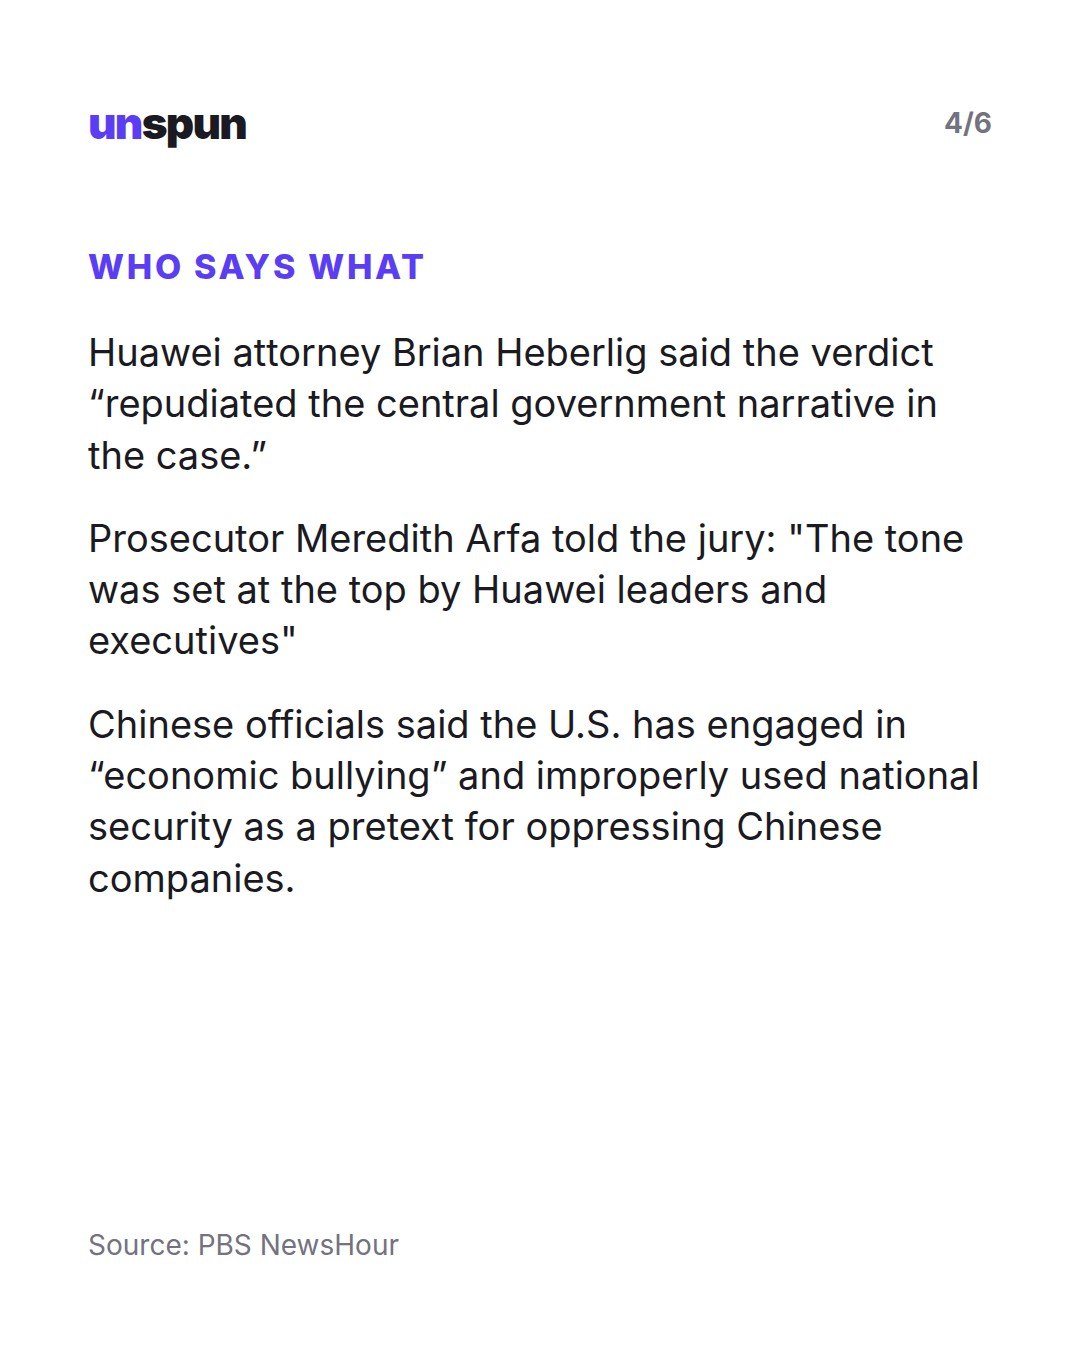 unspun
4/6
WHO SAYS WHAT
Huawei attorney Brian Heberlig said the verdict
“repudiated the central government narrative in
the case.”
Prosecutor Meredith Arfa told the jury: "The tone
was set at the top by Huawei leaders and
executives"
Chinese officials said the U.S. has engaged in
“economic bullying” and improperly used national
security as a pretext for oppressing Chinese
companies.
Source: PBS NewsHour